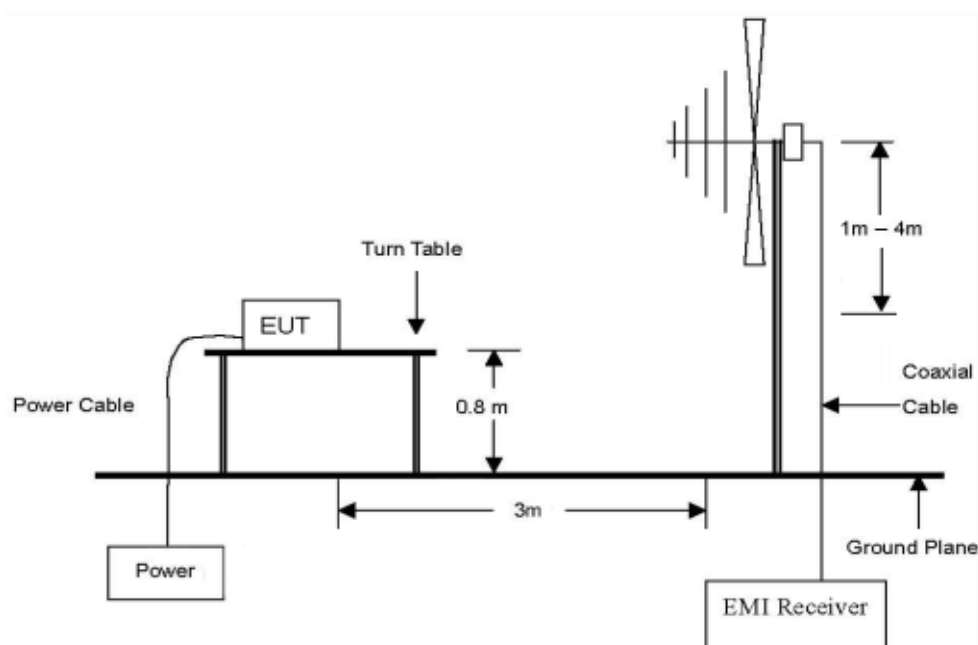 1m – 4m
Turn Table
EUT
Coaxial
Cable
Power Cable
0.8 m
3m
Ground Plane
Power
EMI Receiver